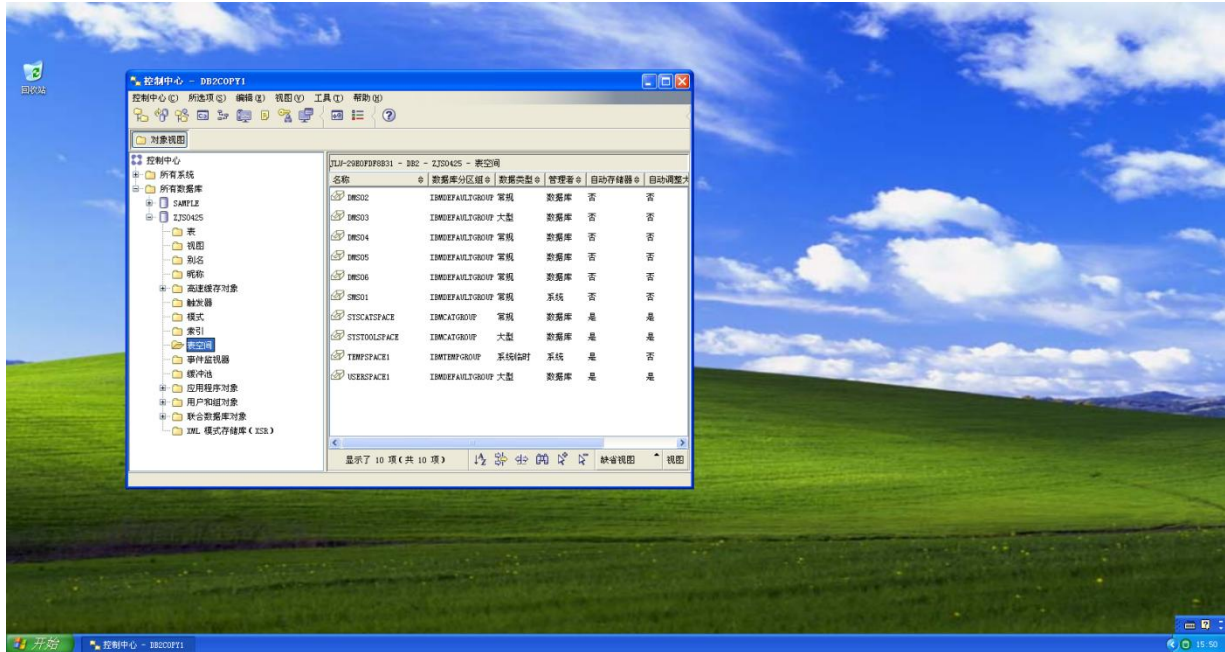 回收站
控制中心 - DB2COPY1
控制中心(C) 所选项(S) 编辑(E) 视图(V) 工具(T) 帮助(H)
对象视图
控制中心
所有系统
所有数据库
SAMPLE
ZJS0425
表
视图
别名
昵称
高速缓存对象
触发器
模式
索引
表空间
事件监视器
缓冲池
应用程序对象
用户和组对象
联合数据库对象
XML 模式存储库(XSR)
JLU-29E0FDF8B31 - DB2 - ZJS0425 - 表空间
名称 数据库分区组 数据类型 管理者 自动存储器 自动调整大
DMS02 IBMDEFAULTGROUP 常规 数据库 否 否
DMS03 IBMDEFAULTGROUP 大型 数据库 否 否
DMS04 IBMDEFAULTGROUP 常规 数据库 否 否
DMS05 IBMDEFAULTGROUP 常规 数据库 否 否
DMS06 IBMDEFAULTGROUP 常规 数据库 否 否
SMS01 IBMDEFAULTGROUP 常规 系统 否 否
SYSCATSPACE IBMCATGROUP 常规 数据库 是 是
SYSTOOLSPACE IBMCATGROUP 大型 数据库 是 是
TEMPSPACE1 IBMTEMPGROUP 系统临时 系统 是 否
USERSPACE1 IBMDEFAULTGROUP 大型 数据库 是 是
显示了 10 项(共 10 项) 缺省视图 视图
开始 控制中心 - DB2COPY1 15:50